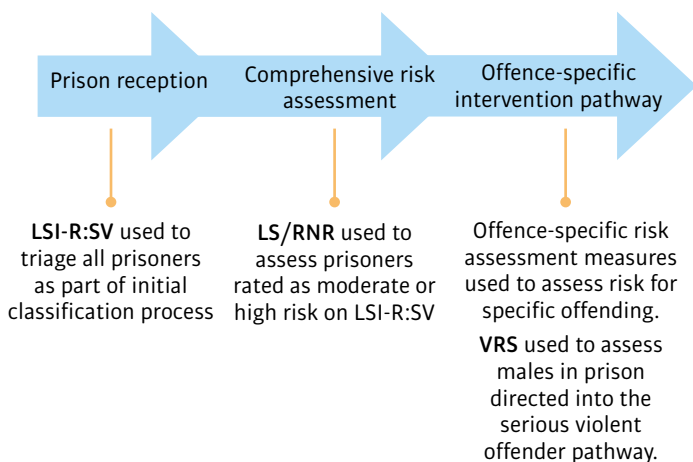 Prison reception
Comprehensive risk
assessment
Offence-specific
intervention pathway
LSI-R:SV used to
triage all prisoners
as part of initial
classification process
LS/RNR used to
assess prisoners
rated as moderate or
high risk on LSI-R:SV
Offence-specific risk
assessment measures
used to assess risk for
specific offending.
VRS used to assess
males in prison
directed into the
serious violent
offender pathway.